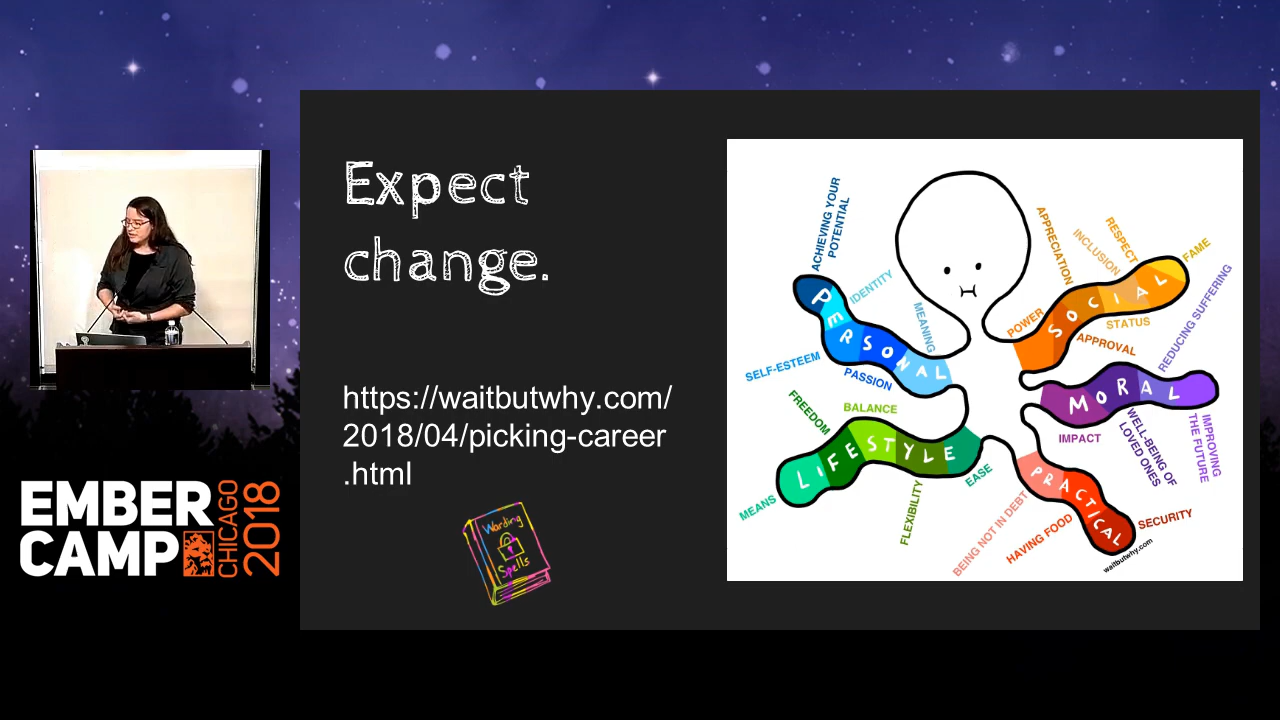 Expect
change.
https://waitbutwhy.com/
2018/04/picking-career
.html
Warding
Spells
EMBER
CAMP
CHICAGO
2018
ACHIEVING YOUR
POTENTIAL
IDENTITY
MEANING
PERSONAL
SELF-ESTEEM
PASSION
APPRECIATION
INCLUSION
RESPECT
FAME
POWER
SOCIAL
STATUS
APPROVAL
REDUCING SUFFERING
MORAL
IMPACT
WELL-BEING OF
LOVED ONES
IMPROVING
THE FUTURE
FREEDOM
BALANCE
LIFESTYLE
MEANS
FLEXIBILITY
EASE
PRACTICAL
BEING NOT IN DEBT
HAVING FOOD
SECURITY
waitbutwhy.com